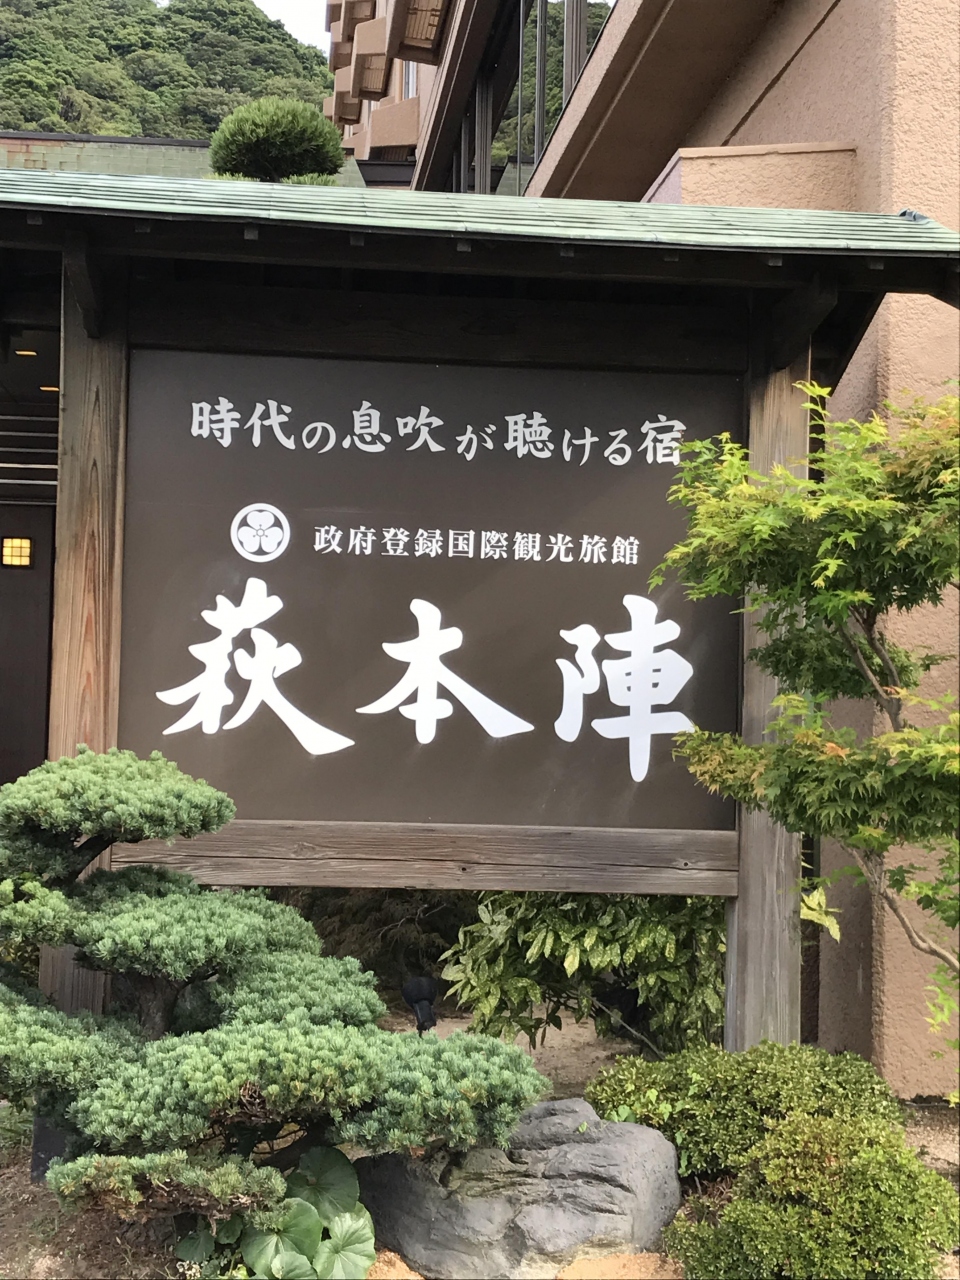 時代の息吹が聴ける宿
政府登録国際観光旅館
萩本陣